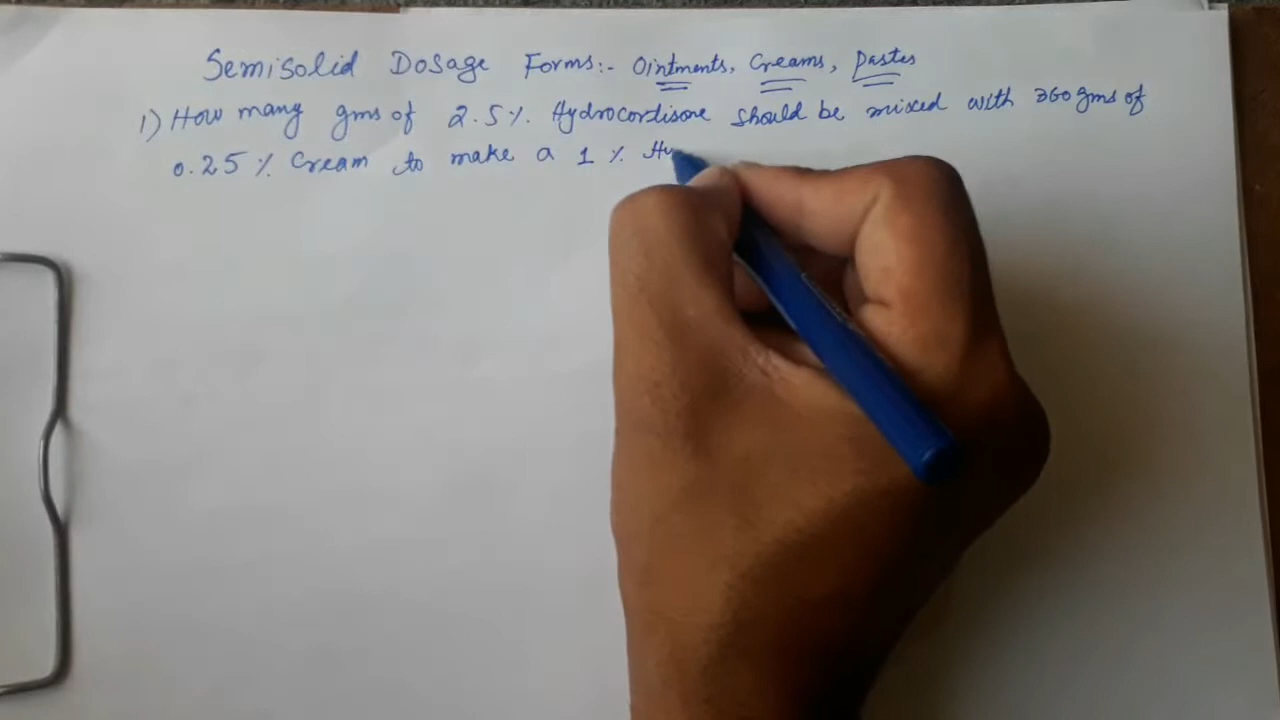 Semisolid Dosage Forms:- Ointments, Creams, Pastes
1) How many gms of 2.5%. Hydrocortisone should be mixed with 360 gms of
0.25 % Cream to make a 1 % Hy